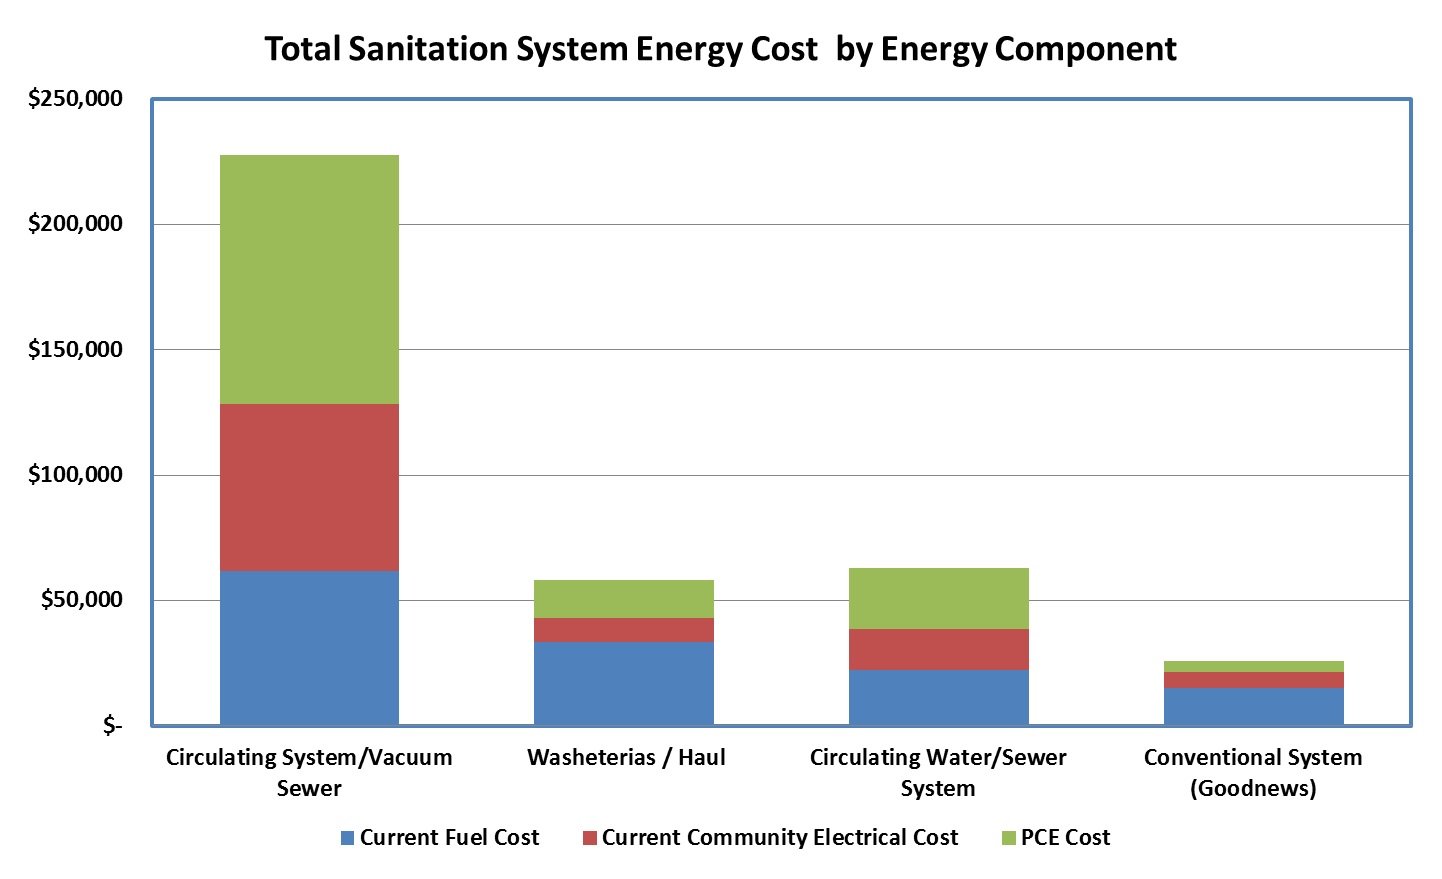 Total Sanitation System Energy Cost  by Energy Component
$250,000
$200,000
$150,000
$100,000
$50,000
$-
Circulating System/Vacuum
Sewer
Washeterias / Haul
Circulating Water/Sewer
System
Conventional System
(Goodnews)
Current Fuel Cost
Current Community Electrical Cost
PCE Cost